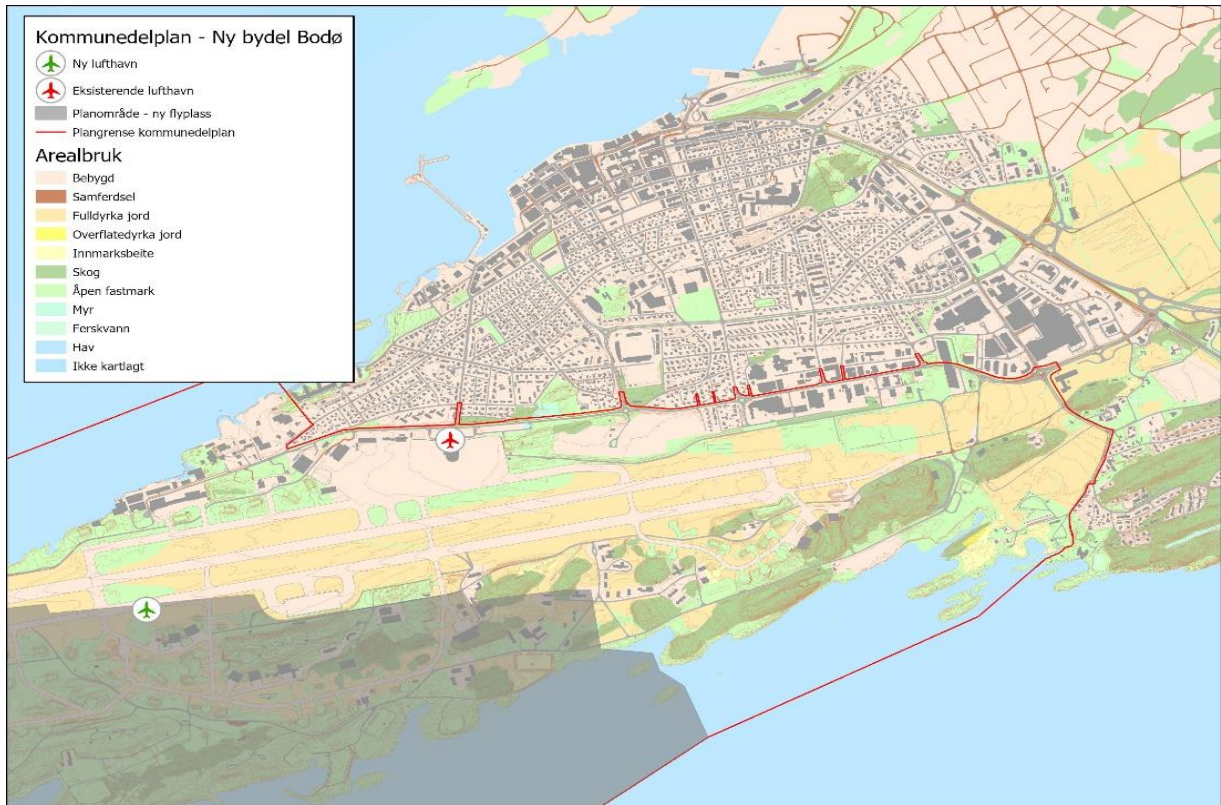 Kommunedelplan - Ny bydel Bodø
Ny lufthavn
Eksisterende lufthavn
Planområde - ny flyplass
Plangrense kommunedelplan
Arealbruk
Bebygd
Samferdsel
Fulldyrka jord
Overflatedyrka jord
Innmarksbeite
Skog
Åpen fastmark
Myr
Ferskvann
Hav
Ikke kartlagt